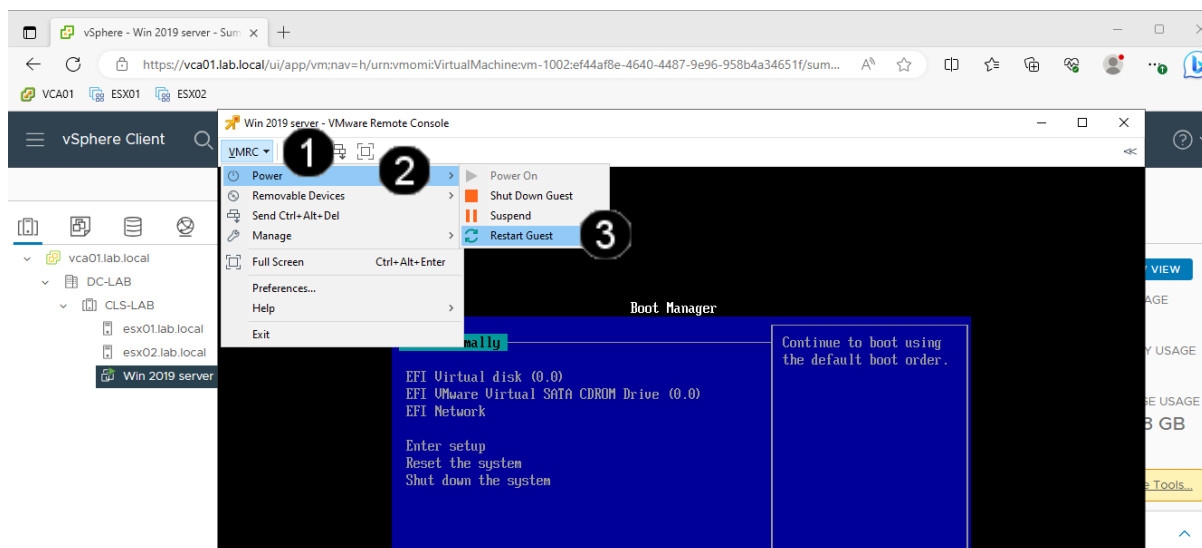 vSphere - Win 2019 server - Sum
https://vca01.lab.local/ui/app/vm;nav=h/urn:vmomi:VirtualMachine:vm-1002:ef44af8e-4640-4487-9e96-958b4a34651f/sum...
VCA01 ESX01 ESX02
vSphere Client
Win 2019 server - VMware Remote Console
VMRC
1
2
3
Power
Removable Devices
Send Ctrl+Alt+Del
Manage
Full Screen Ctrl+Alt+Enter
Preferences...
Help
Exit
Power On
Shut Down Guest
Suspend
Restart Guest
vca01.lab.local
DC-LAB
CLS-LAB
esx01.lab.local
esx02.lab.local
Win 2019 server
Boot Manager
mally
EFI Virtual disk (0.0)
EFI VMware Virtual SATA CDROM Drive (0.0)
EFI Network
Enter setup
Reset the system
Shut down the system
Continue to boot using
the default boot order.
VIEW
AGE
Y USAGE
SE USAGE
GB
Tools...